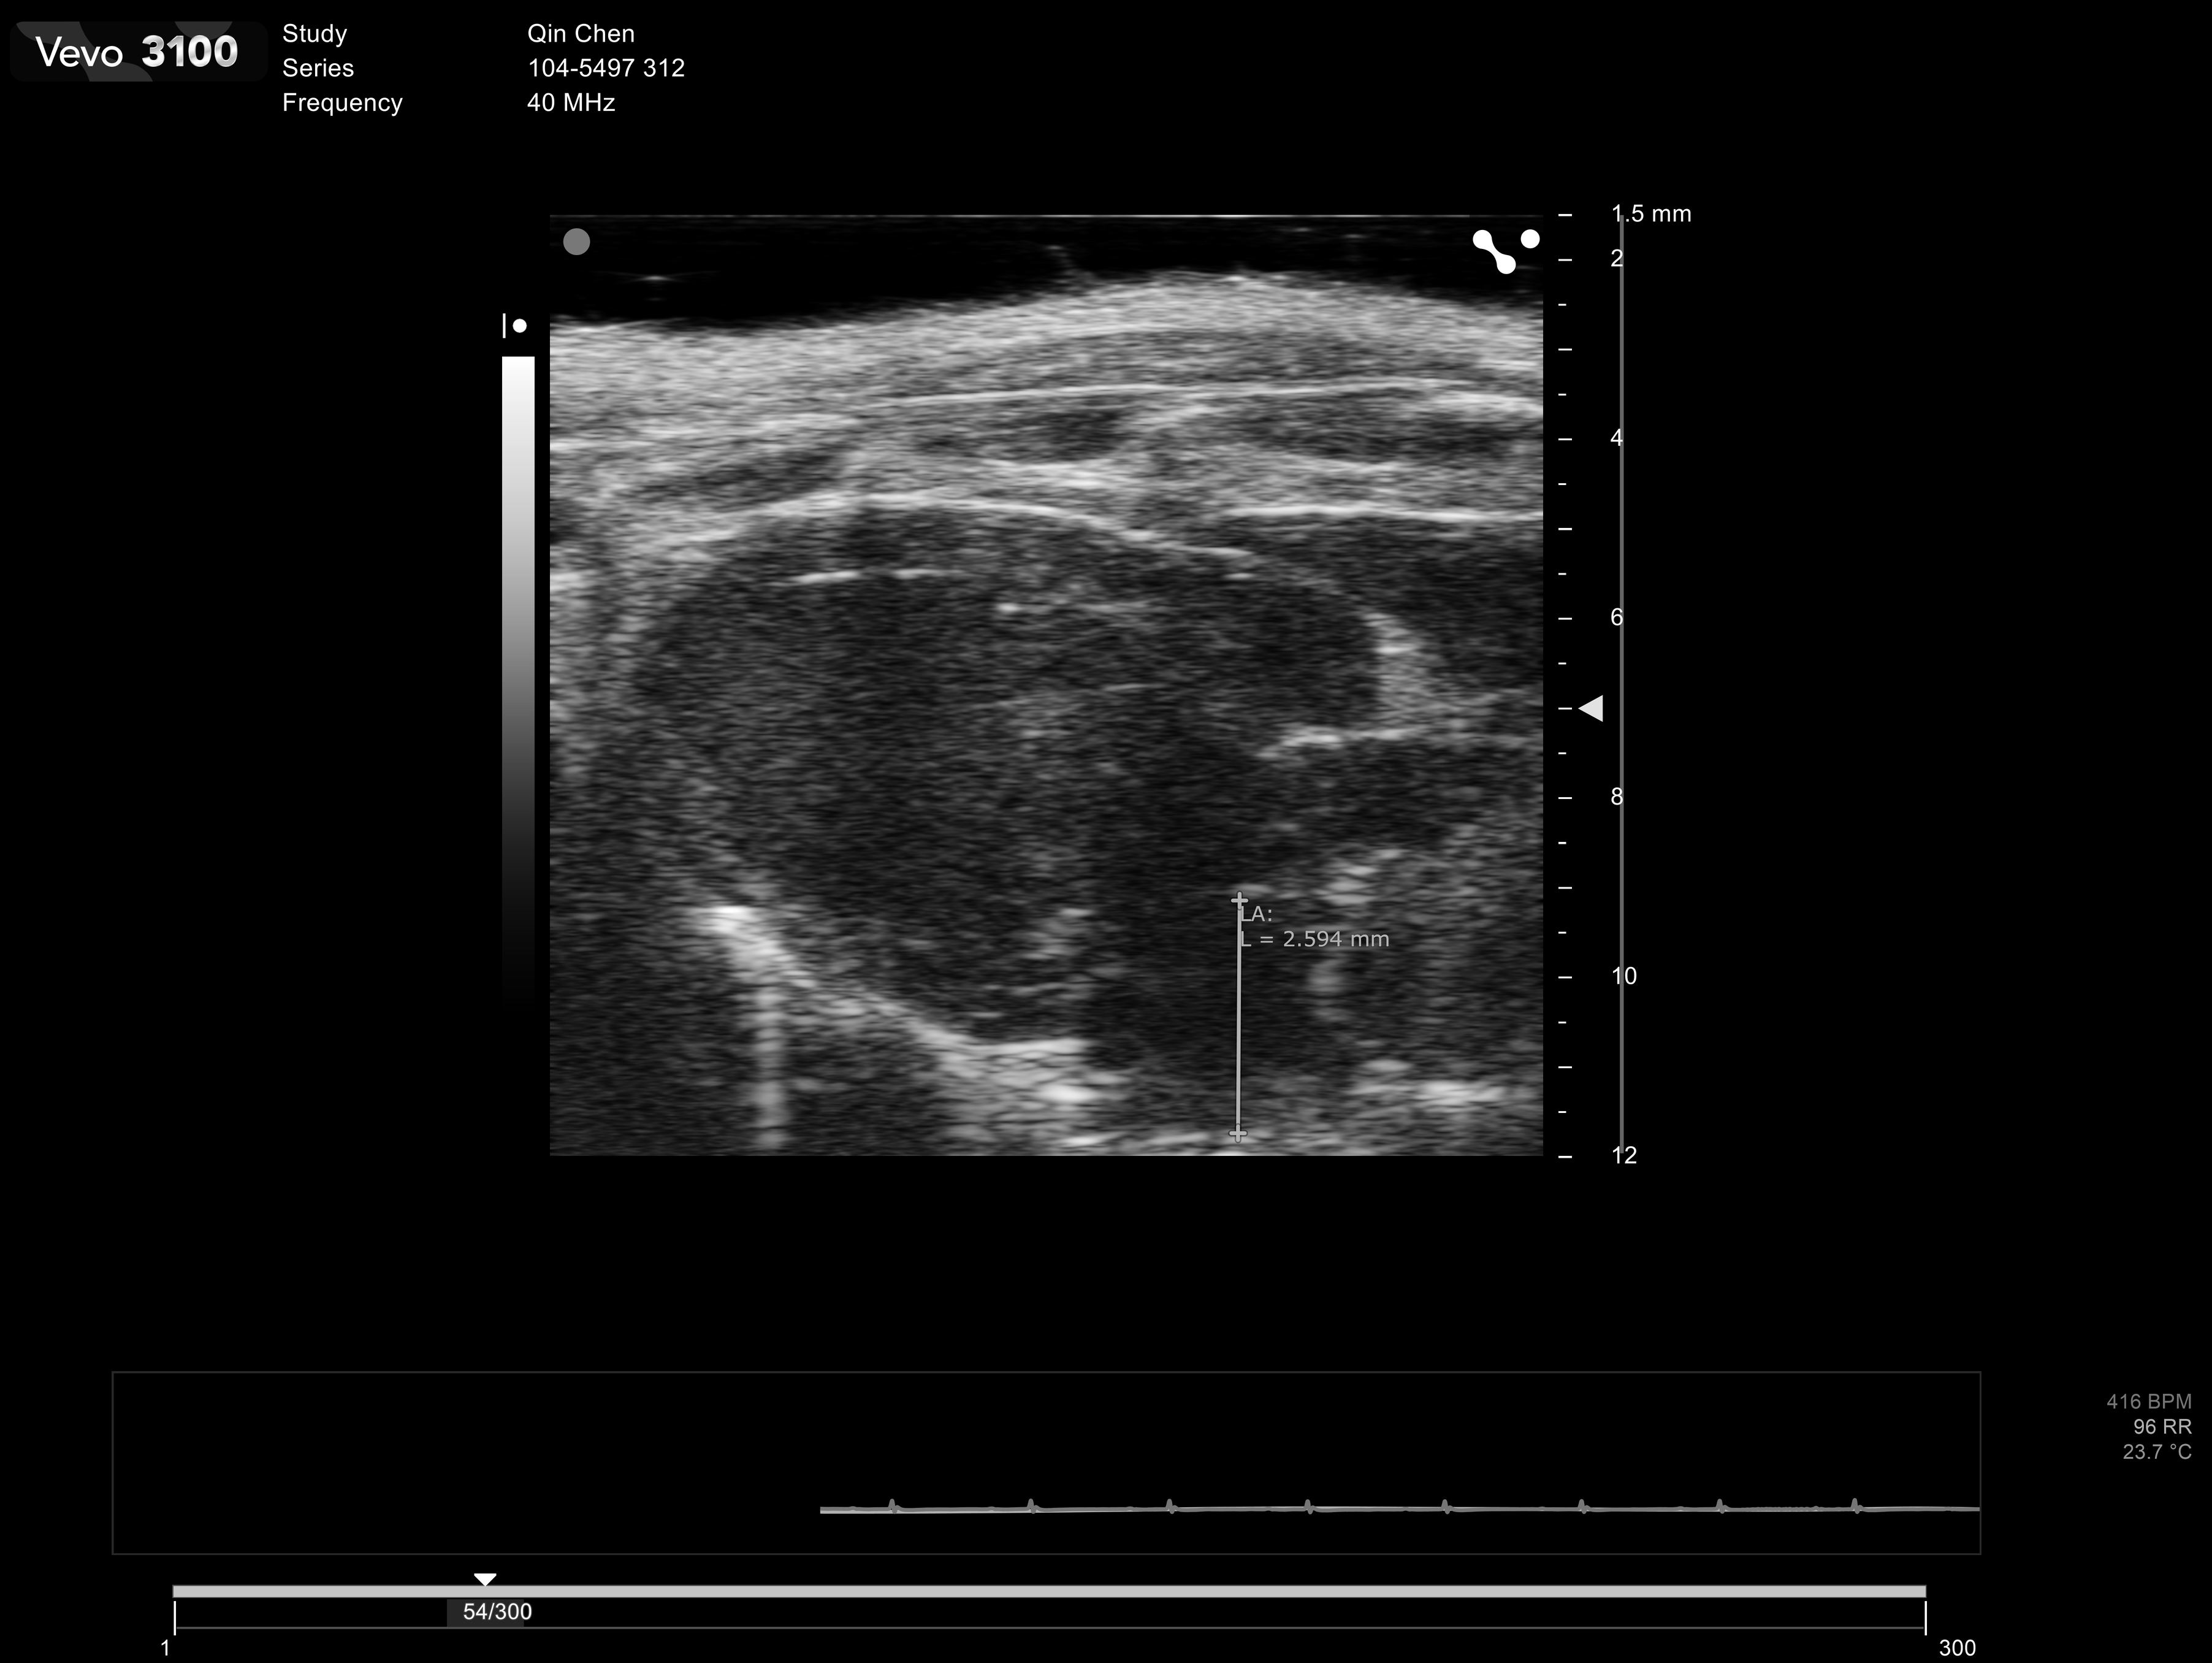 Vevo 3100
Study Qin Chen
Series 104-5497 312
Frequency 40 MHz
1.5 mm
2
4
6
8
10
12
LA:
L = 2.594 mm
416 BPM
96 RR
23.7 °C
54/300
1
300